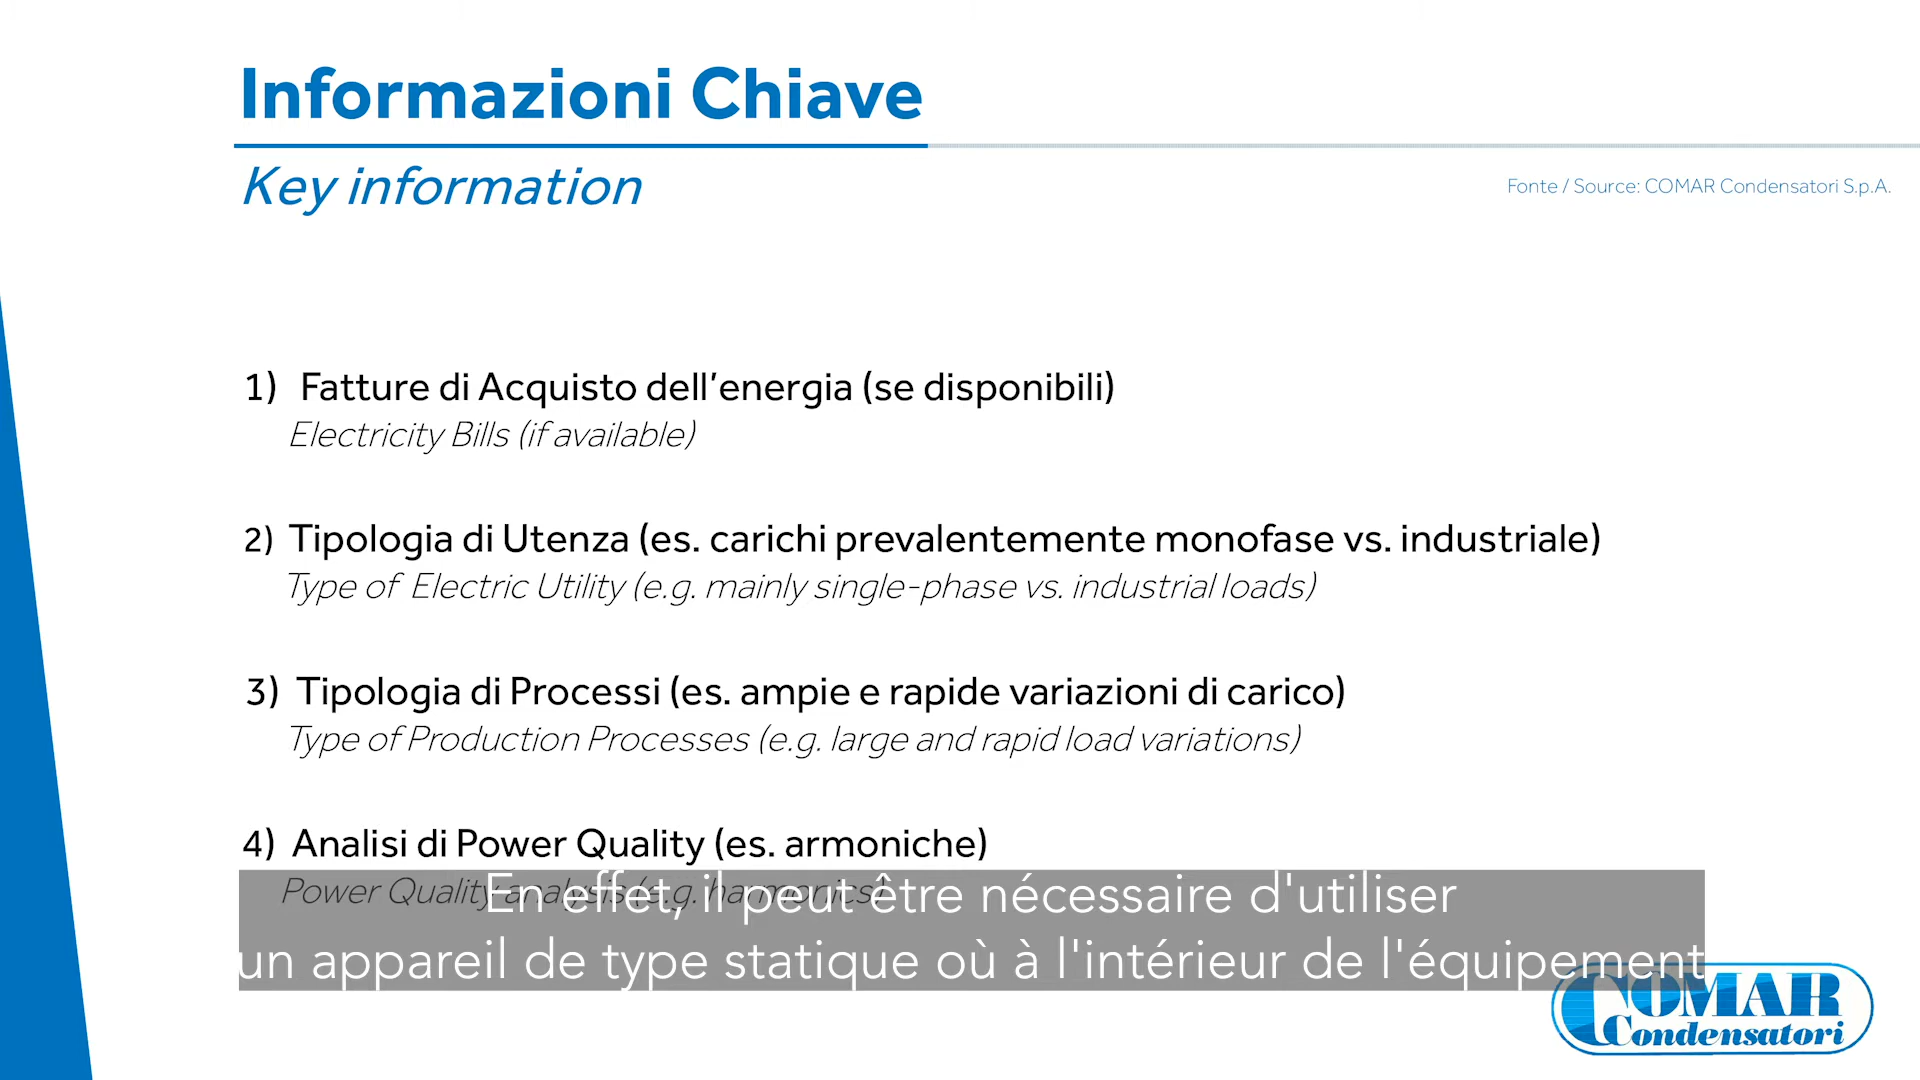 Informazioni Chiave
Key information
Fonte / Source: COMAR Condensatori S.p.A.
1) Fatture di Acquisto dell’energia (se disponibili)
Electricity Bills (if available)
2) Tipologia di Utenza (es. carichi prevalentemente monofase vs. industriale)
Type of Electric Utility (e.g. mainly single-phase vs. industrial loads)
3) Tipologia di Processi (es. ampie e rapide variazioni di carico)
Type of Production Processes (e.g. large and rapid load variations)
4) Analisi di Power Quality (es. armoniche)
Power Quality analysis (e.g. harmonics)
En effet, il peut être nécessaire d'utiliser
un appareil de type statique où à l'intérieur de l'équipement
COMAR
Condensatori